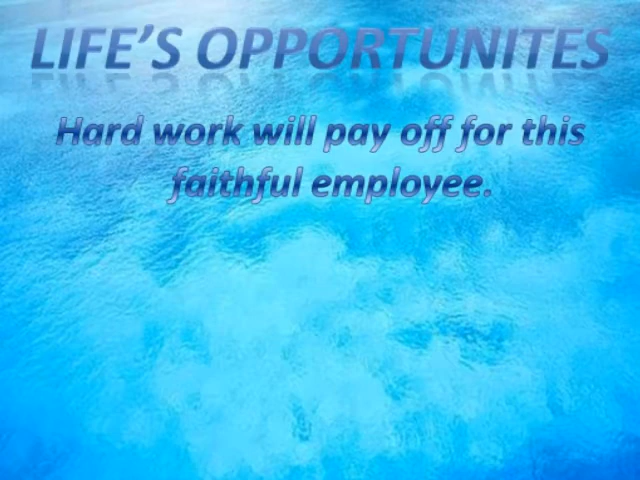 LIFE’S OPPORTUNITES
Hard work will pay off for this
faithful employee.